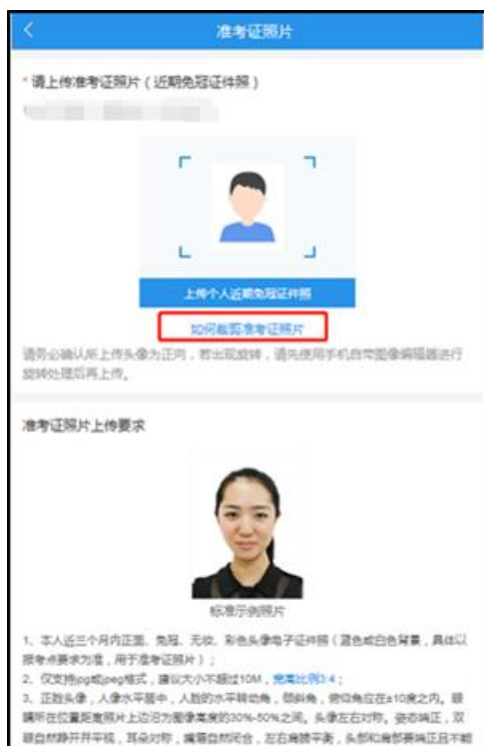 准考证照片
*请上传准考证照片（近期免冠证件照）
上传个人近期免冠证件照
如何裁剪准考证照片
请务必确认所上传头像为正向，若出现旋转，请先使用手机自带图像编辑器进行
旋转处理后再上传。
准考证照片上传要求
标准示例照片
1、本人近三个月内正面、免冠、无妆、彩色头像电子证件照（蓝色或白色背景，具体以
报考点要求为准，用于准考证照片）；
2、仅支持jpg或jpeg格式，建议大小不超过10M，宽高比例3:4；
3、正脸头像，人像水平居中，人脸的水平转动角，倾斜角，俯仰角应在±10度之内。眼
睛所在位置距离照片上边沿为图像高度的30%-50%之间。头像左右对称。姿态端正，双
眼自然睁开并平视，耳朵对称，嘴唇自然闭合，左右肩膀平衡，头部和肩部要端正且不能